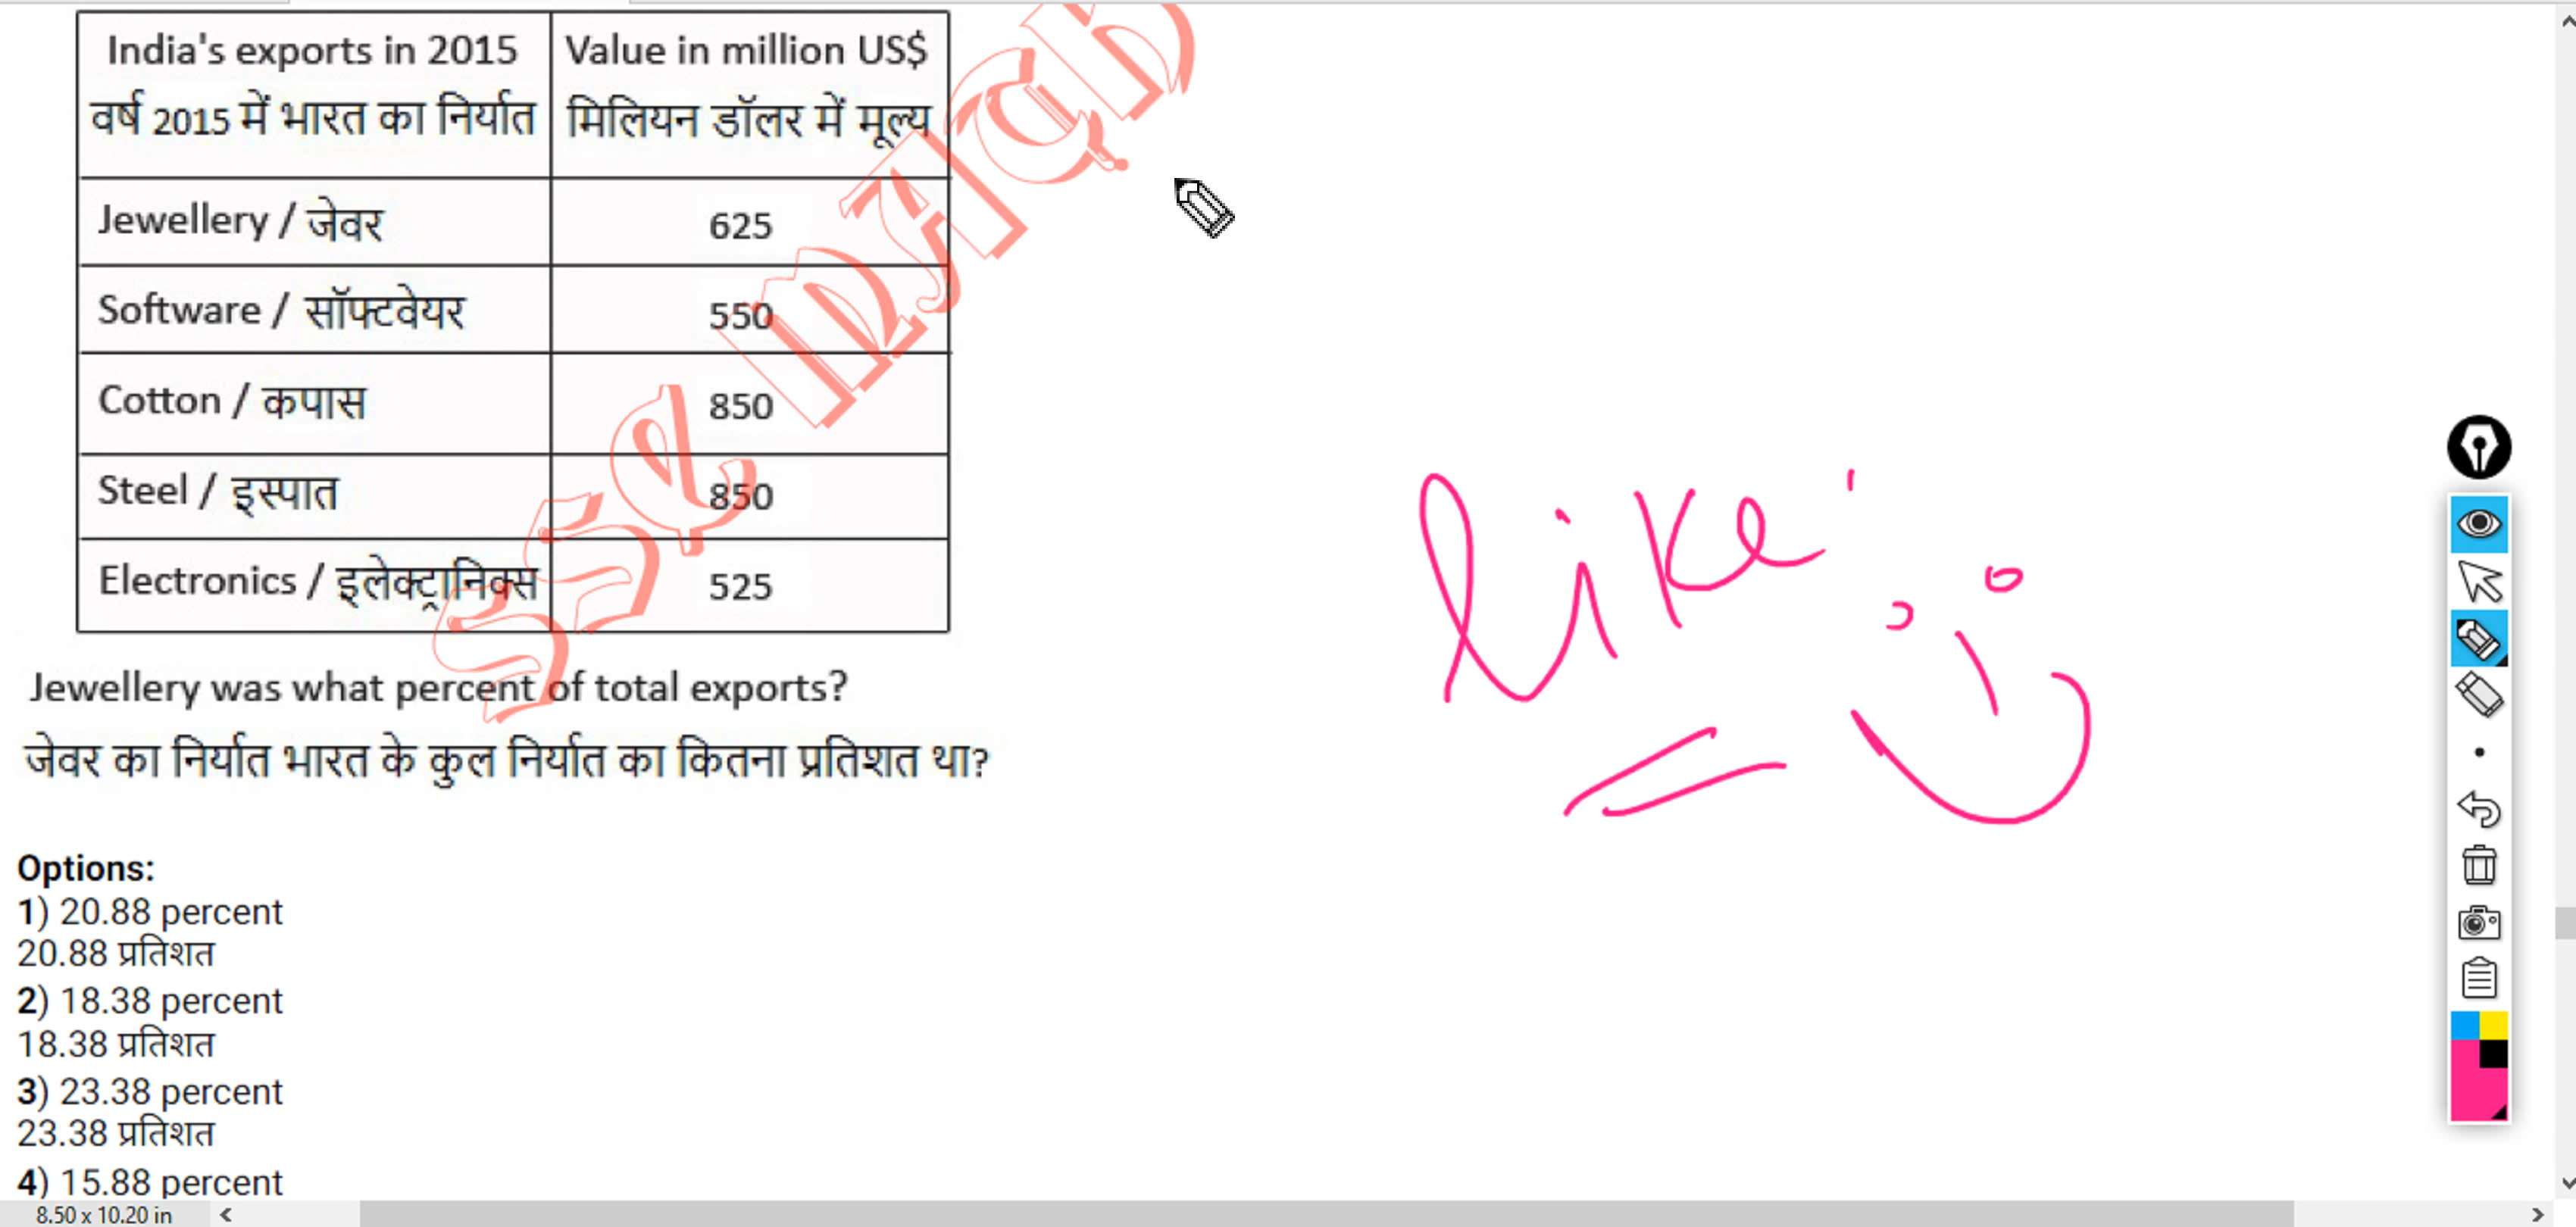 India's exports in 2015 Value in million US$
वर्ष 2015 में भारत का निर्यात मिलियन डॉलर में मूल्य
Jewellery / जेवर 625
Software / सॉफ्टवेयर 550
Cotton / कपास 850
Steel / इस्पात 850
Electronics / इलेक्ट्रानिक्स 525
Jewellery was what percent of total exports?
जेवर का निर्यात भारत के कुल निर्यात का कितना प्रतिशत था?
Options:
1) 20.88 percent
20.88 प्रतिशत
2) 18.38 percent
18.38 प्रतिशत
3) 23.38 percent
23.38 प्रतिशत
4) 15.88 percent
like
8.50 x 10.20 in